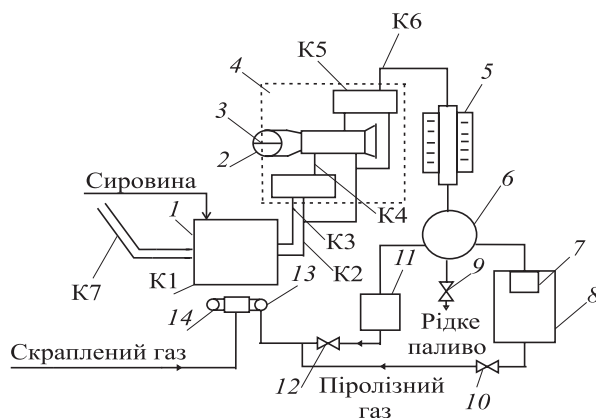 К6
К5
4
5
3
2
Сировина
6
1
К4
К3
К2
11
7
9
К7
К1
13
8
14
Рідке
паливо
Скраплений газ
12
Піролізний
газ
10